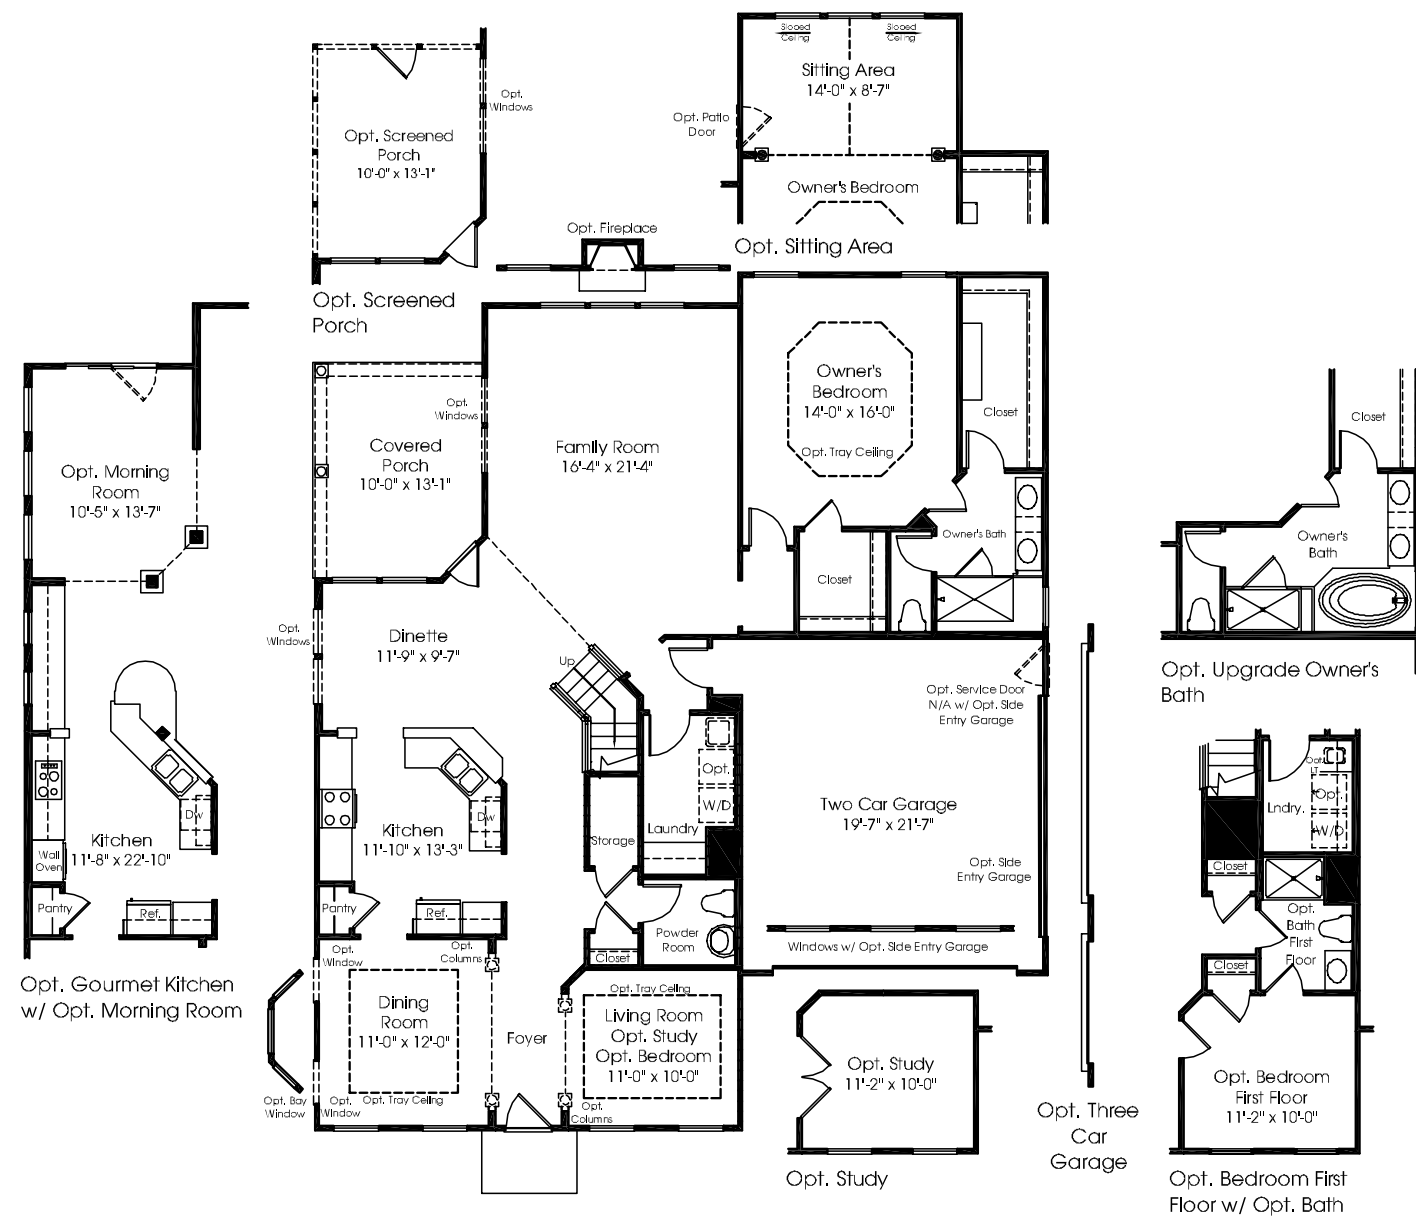 Sloped
Ceiling
Sloped
Ceiling
Sitting Area
14'-0" x 8'-7"
Opt. Patio
Door
Owner's Bedroom
Opt. Sitting Area
Opt.
Windows
Opt. Screened
Porch
10'-0" x 13'-1"
Opt. Screened
Porch
Opt. Fireplace
Opt. Morning
Room
10'-5" x 13'-7"
Wall
Oven
Kitchen
11'-8" x 22'-10"
DW
Pantry
Ref.
Opt. Gourmet Kitchen
w/ Opt. Morning Room
Covered
Porch
10'-0" x 13'-1"
Opt.
Windows
Family Room
16'-4" x 21'-4"
Owner's
Bedroom
14'-0" x 16'-0"
Opt. Tray Ceiling
Closet
Owner's Bath
Closet
Opt.
Windows
Dinette
11'-9" x 9'-7"
Up
Opt. Service Door
N/A w/ Opt. Side
Entry Garage
Opt.
W/D
Laundry
Storage
Two Car Garage
19'-7" x 21'-7"
Opt. Side
Entry Garage
Windows w/ Opt. Side Entry Garage
Kitchen
11'-10" x 13'-3"
DW
Pantry
Ref.
Powder
Room
Closet
Opt.
Window
Opt.
Columns
Dining
Room
11'-0" x 12'-0"
Opt. Tray Ceiling
Opt. Bay
Window
Opt.
Window
Foyer
Opt. Tray Ceiling
Living Room
Opt. Study
Opt. Bedroom
11'-0" x 10'-0"
Opt.
Columns
Opt. Study
11'-2" x 10'-0"
Opt. Study
Opt. Three
Car
Garage
Closet
Owner's
Bath
Opt. Upgrade Owner's
Bath
Opt.
LT
Opt.
Lndry.
W/D
Closet
Opt.
Bath
First
Floor
Closet
Opt. Bedroom
First Floor
11'-2" x 10'-0"
Opt. Bedroom First
Floor w/ Opt. Bath